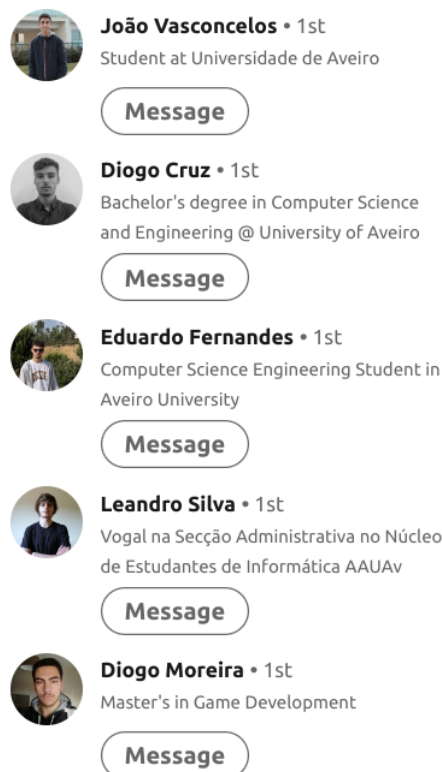 João Vasconcelos • 1st
Student at Universidade de Aveiro
Message
Diogo Cruz • 1st
Bachelor's degree in Computer Science
and Engineering @ University of Aveiro
Message
Eduardo Fernandes • 1st
Computer Science Engineering Student in
Aveiro University
Message
Leandro Silva • 1st
Vogal na Secção Administrativa no Núcleo
de Estudantes de Informática AAUAv
Message
Diogo Moreira • 1st
Master's in Game Development
Message